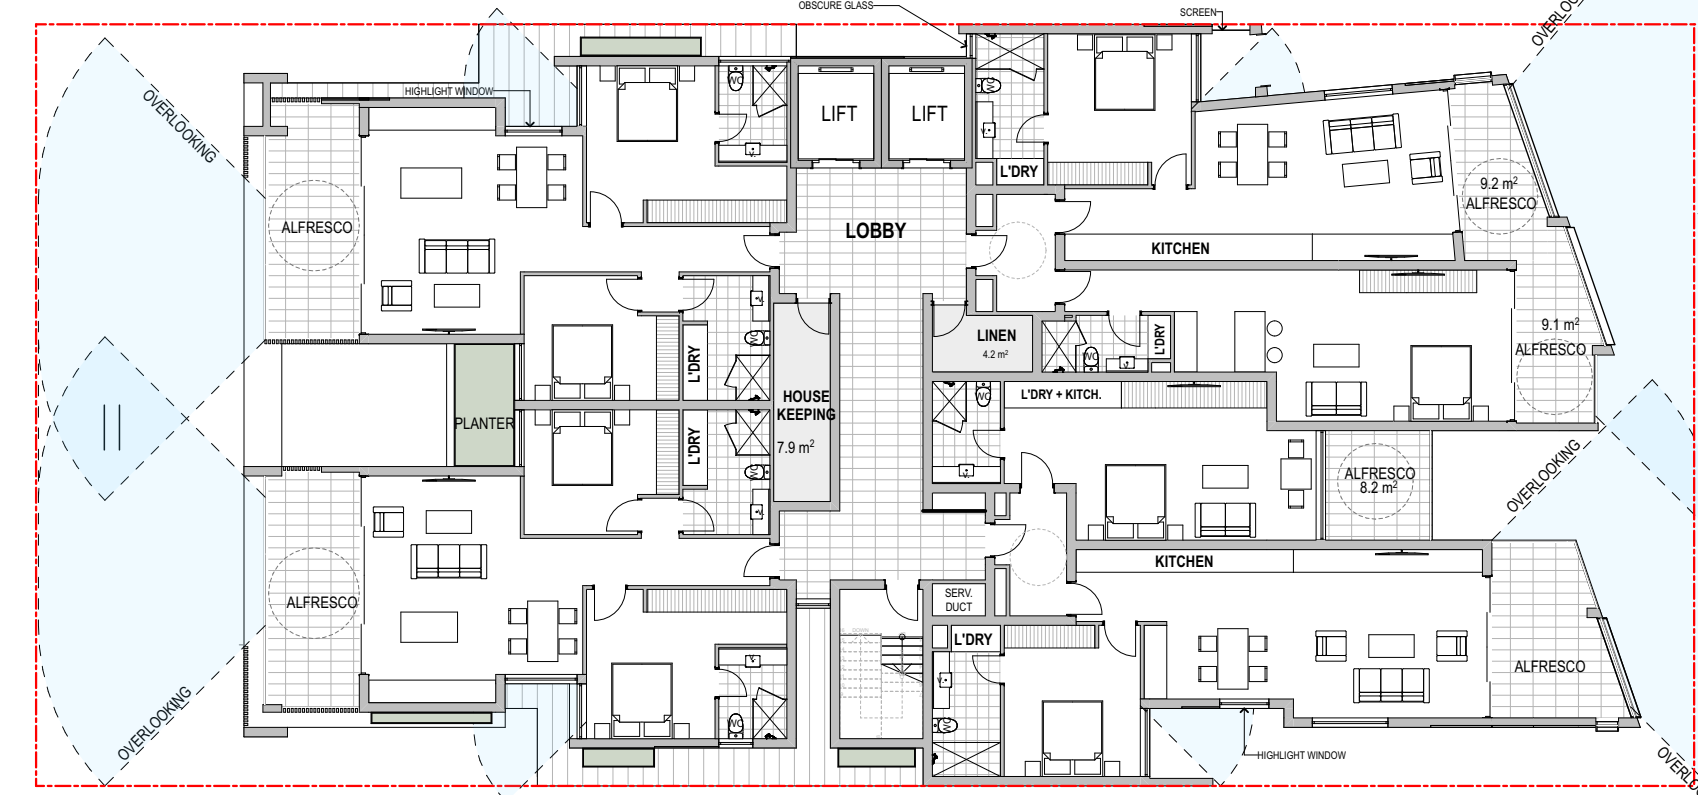 OBSCURE GLASS
SCREEN
OVERLOO
OVERLOOKING
HIGHLIGHT WINDOW
WC
V.
LIFT
LIFT
WC
V.
L'DRY
9.2 m²
ALFRESCO
ALFRESCO
LOBBY
KITCHEN
V.
WC
L'DRY
LINEN
4.2 m²
WC
V.
L'DRY
9.1 m²
ALFRESCO
HOUSE
KEEPING
7.9 m²
PLANTER
L'DRY
WC
V.
WC
L'DRY + KITCH.
V.
ALFRESCO
8.2 m²
OVERLOOKING
KITCHEN
ALFRESCO
SERV.
DUCT
DOWN
L'DRY
V.
WC
V.
WC
ALFRESCO
OVERLOOKING
HIGHLIGHT WINDOW
OVERLOO